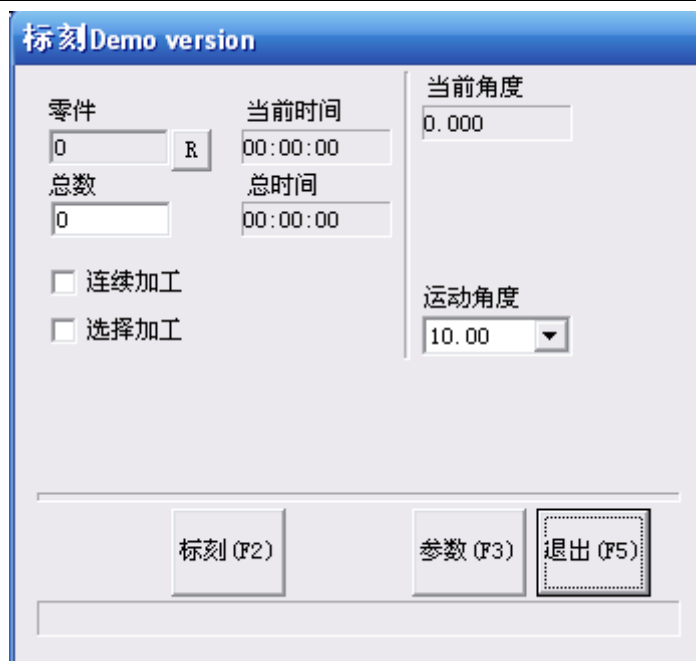 标刻Demo version
零件
当前时间
当前角度
0
R
00:00:00
0.000
总数
总时间
0
00:00:00
连续加工
选择加工
运动角度
10.00
标刻(F2)
参数(F3)
退出(F5)